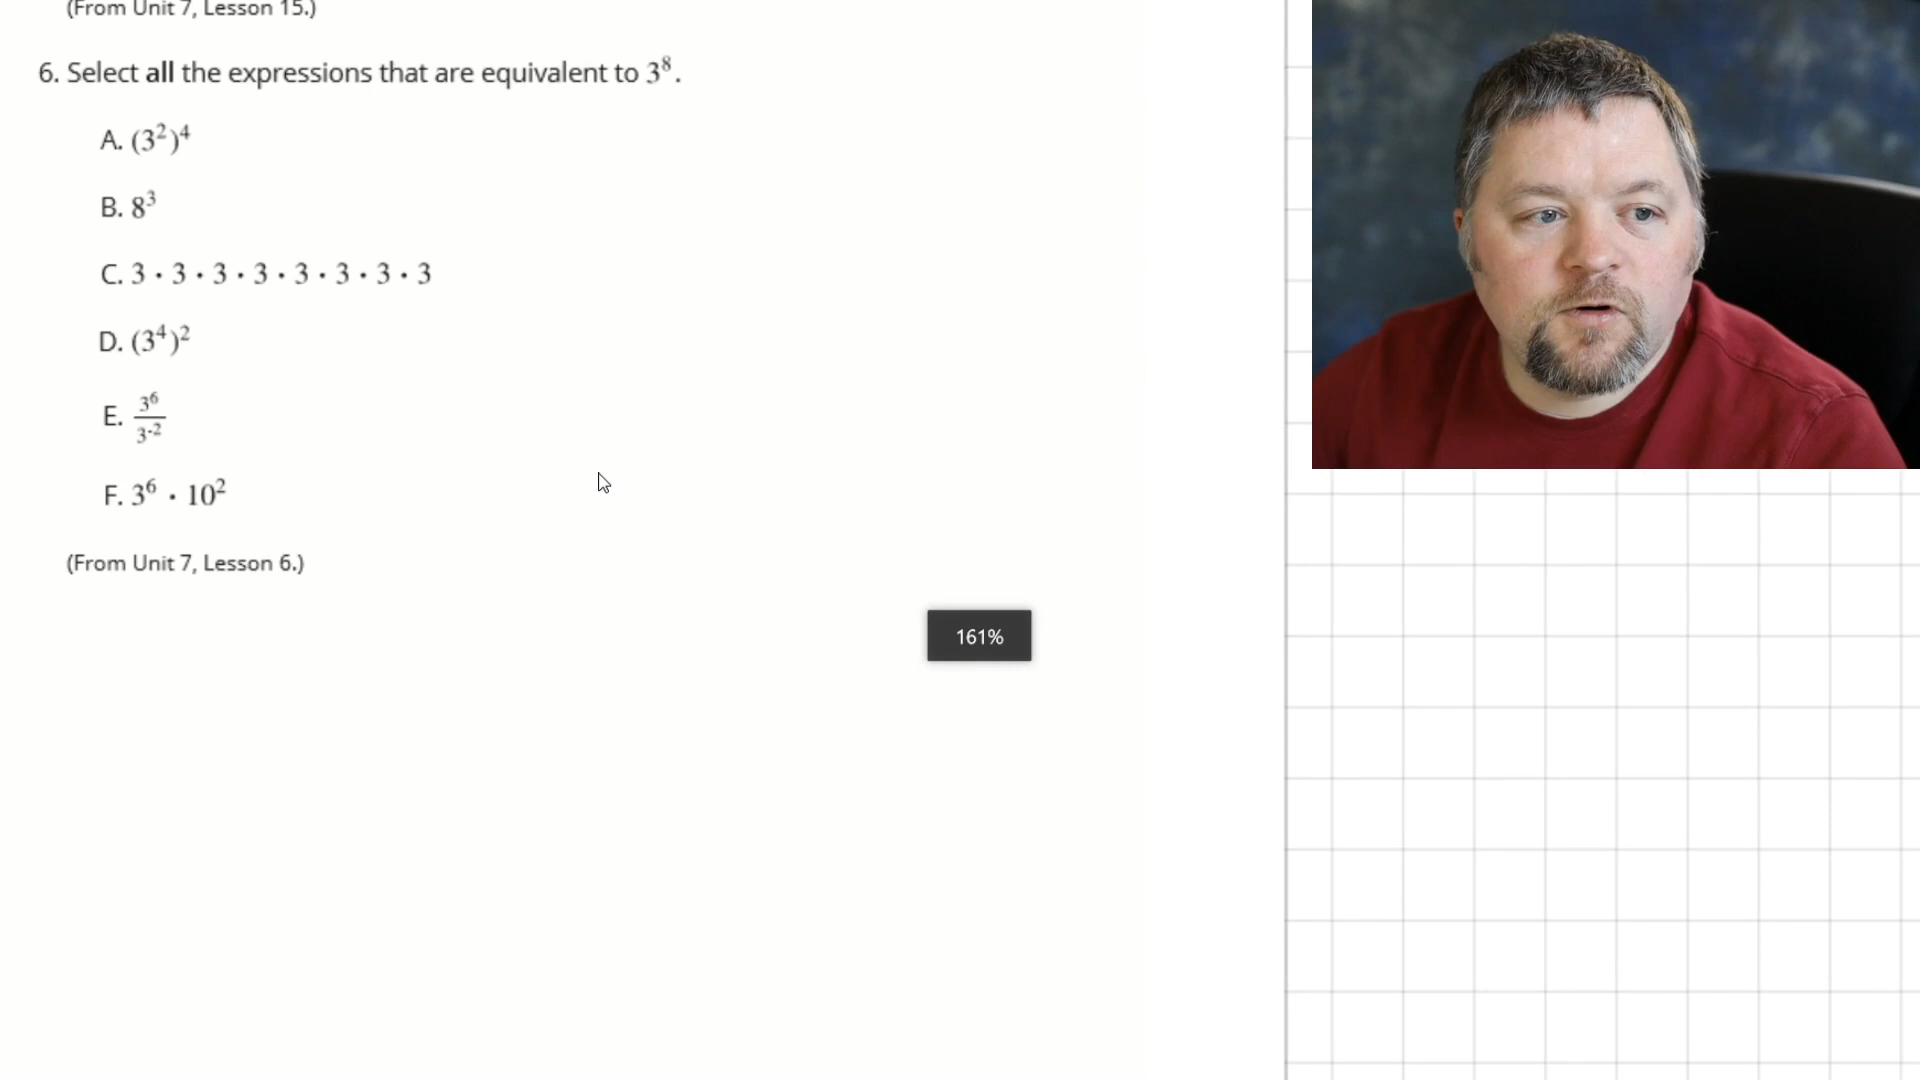 (From Unit 7, Lesson 15.)
6. Select all the expressions that are equivalent to 3⁸.
A. (3²)⁴
B. 8³
C. 3 · 3 · 3 · 3 · 3 · 3 · 3 · 3
D. (3⁴)²
E. 3⁶/3⁻²
F. 3⁶ · 10²
(From Unit 7, Lesson 6.)
161%